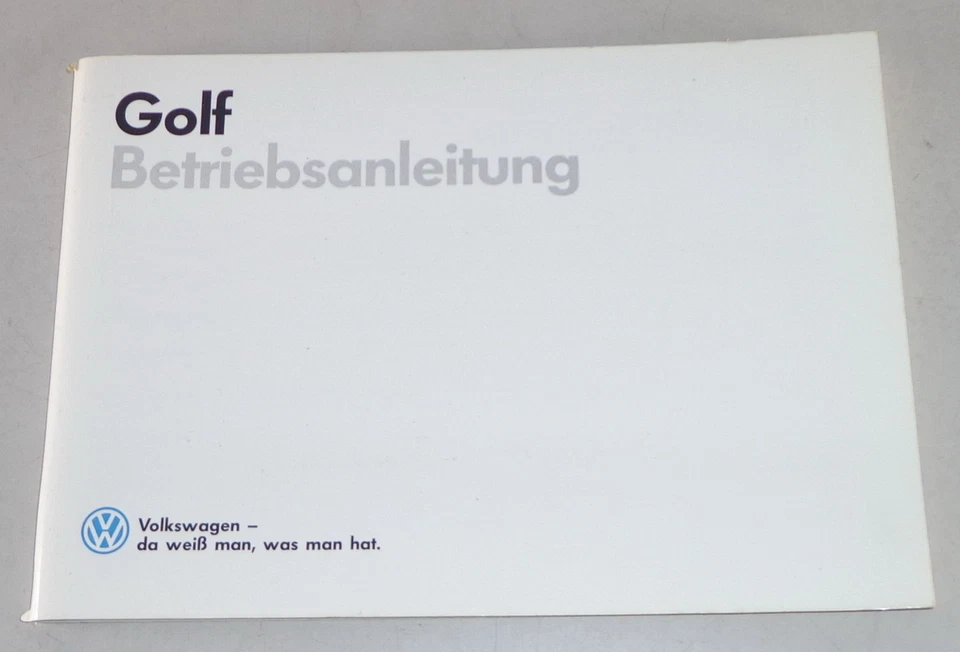 Golf
Betriebsanleitung
Volkswagen –
da weiß man, was man hat.